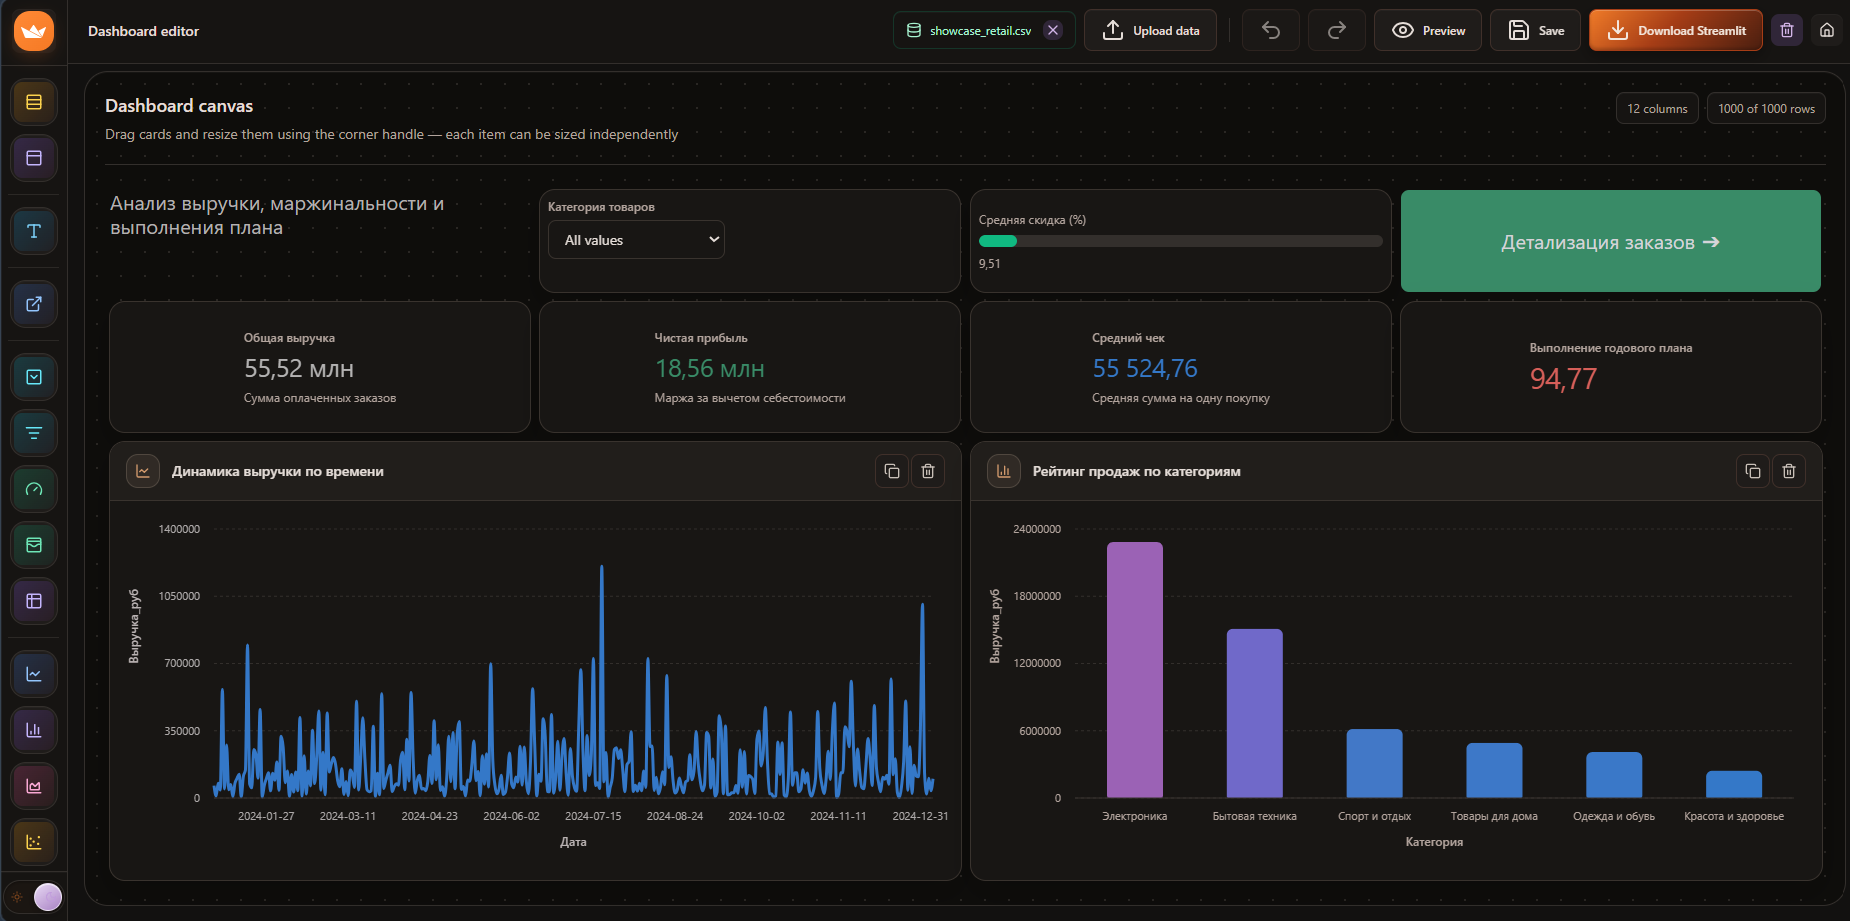 Dashboard editor
showcase_retail.csv
Upload data
Preview
Save
Download Streamlit
Dashboard canvas
Drag cards and resize them using the corner handle — each item can be sized independently
12 columns
1000 of 1000 rows
Анализ выручки, маржинальности и
выполнения плана
Категория товаров
All values
Средняя скидка (%)
9,51
Детализация заказов →
Общая выручка
55,52 млн
Сумма оплаченных заказов
Чистая прибыль
18,56 млн
Маржа за вычетом себестоимости
Средний чек
55 524,76
Средняя сумма на одну покупку
Выполнение годового плана
94,77
Динамика выручки по времени
1400000
1050000
700000
350000
0
Выручка_руб
2024-01-27
2024-03-11
2024-04-23
2024-06-02
2024-07-15
2024-08-24
2024-10-02
2024-11-11
2024-12-31
Дата
Рейтинг продаж по категориям
24000000
18000000
12000000
6000000
0
Выручка_руб
Электроника
Бытовая техника
Спорт и отдых
Товары для дома
Одежда и обувь
Красота и здоровье
Категория